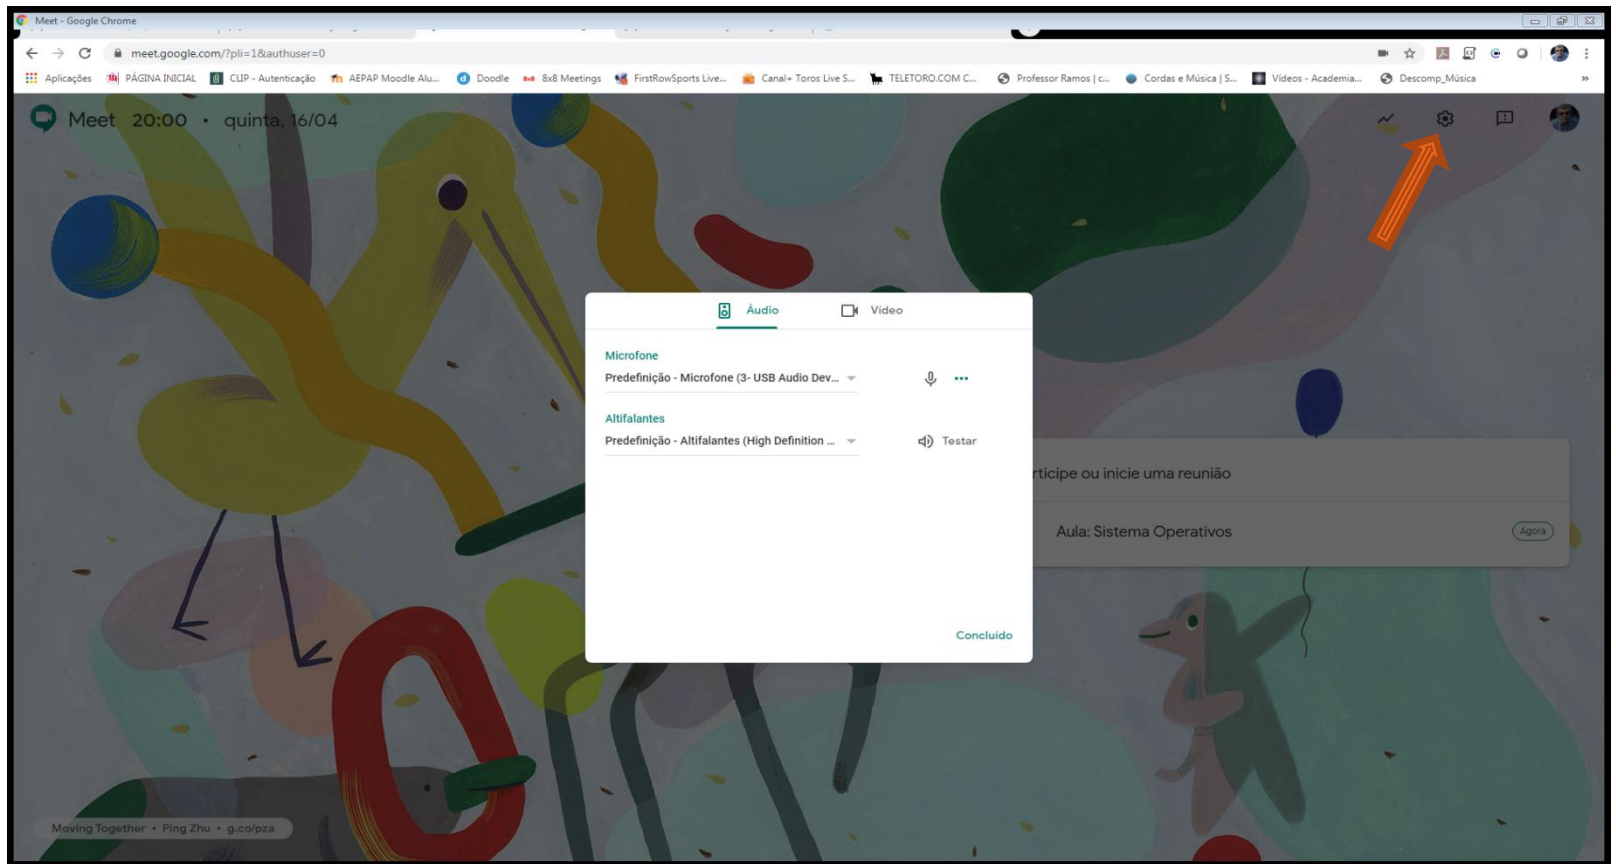 Meet - Google Chrome
meet.google.com/?pli=1&authuser=0
Aplicações PÁGINA INICIAL CLIP - Autenticação AEPAP Moodle Alu... Doodle 8x8 Meetings FirstRowSports Live... Canal+ Toros Live S... TELETORO.COM C... Professor Ramos | c... Cordas e Música | S... Vídeos - Academia... Descomp_Música »
Meet 20:00 • quinta, 16/04
Áudio Vídeo
Microfone
Predefinição - Microfone (3- USB Audio Dev...
Altifalantes
Predefinição - Altifalantes (High Definition ... Testar
rticipe ou inicie uma reunião
Aula: Sistema Operativos Agora
Concluído
Moving Together • Ping Zhu • g.co/pza